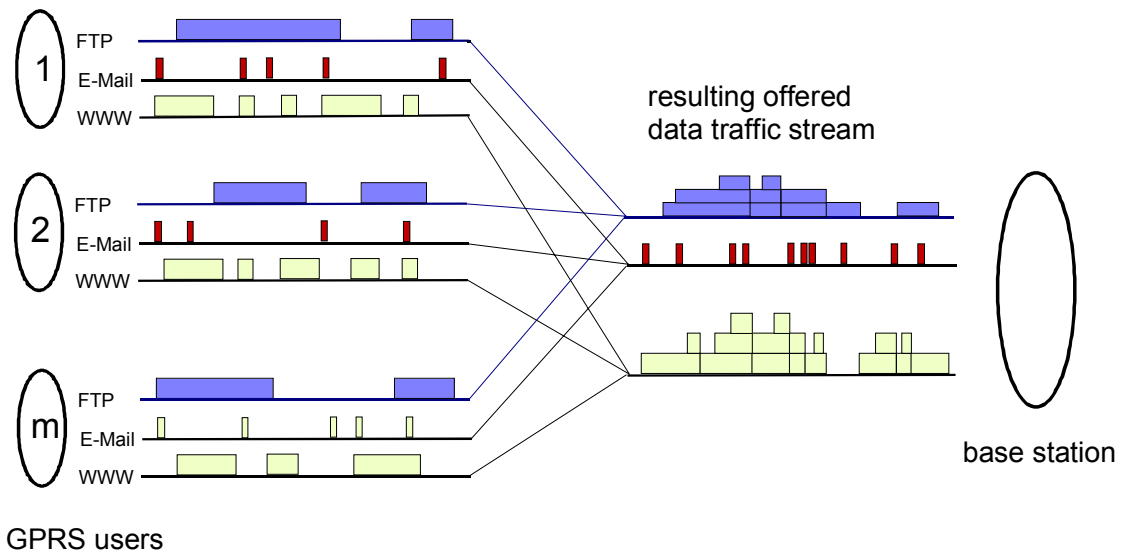 1
FTP
E-Mail
WWW
2
FTP
E-Mail
WWW
m
FTP
E-Mail
WWW
GPRS users
resulting offered
data traffic stream
base station